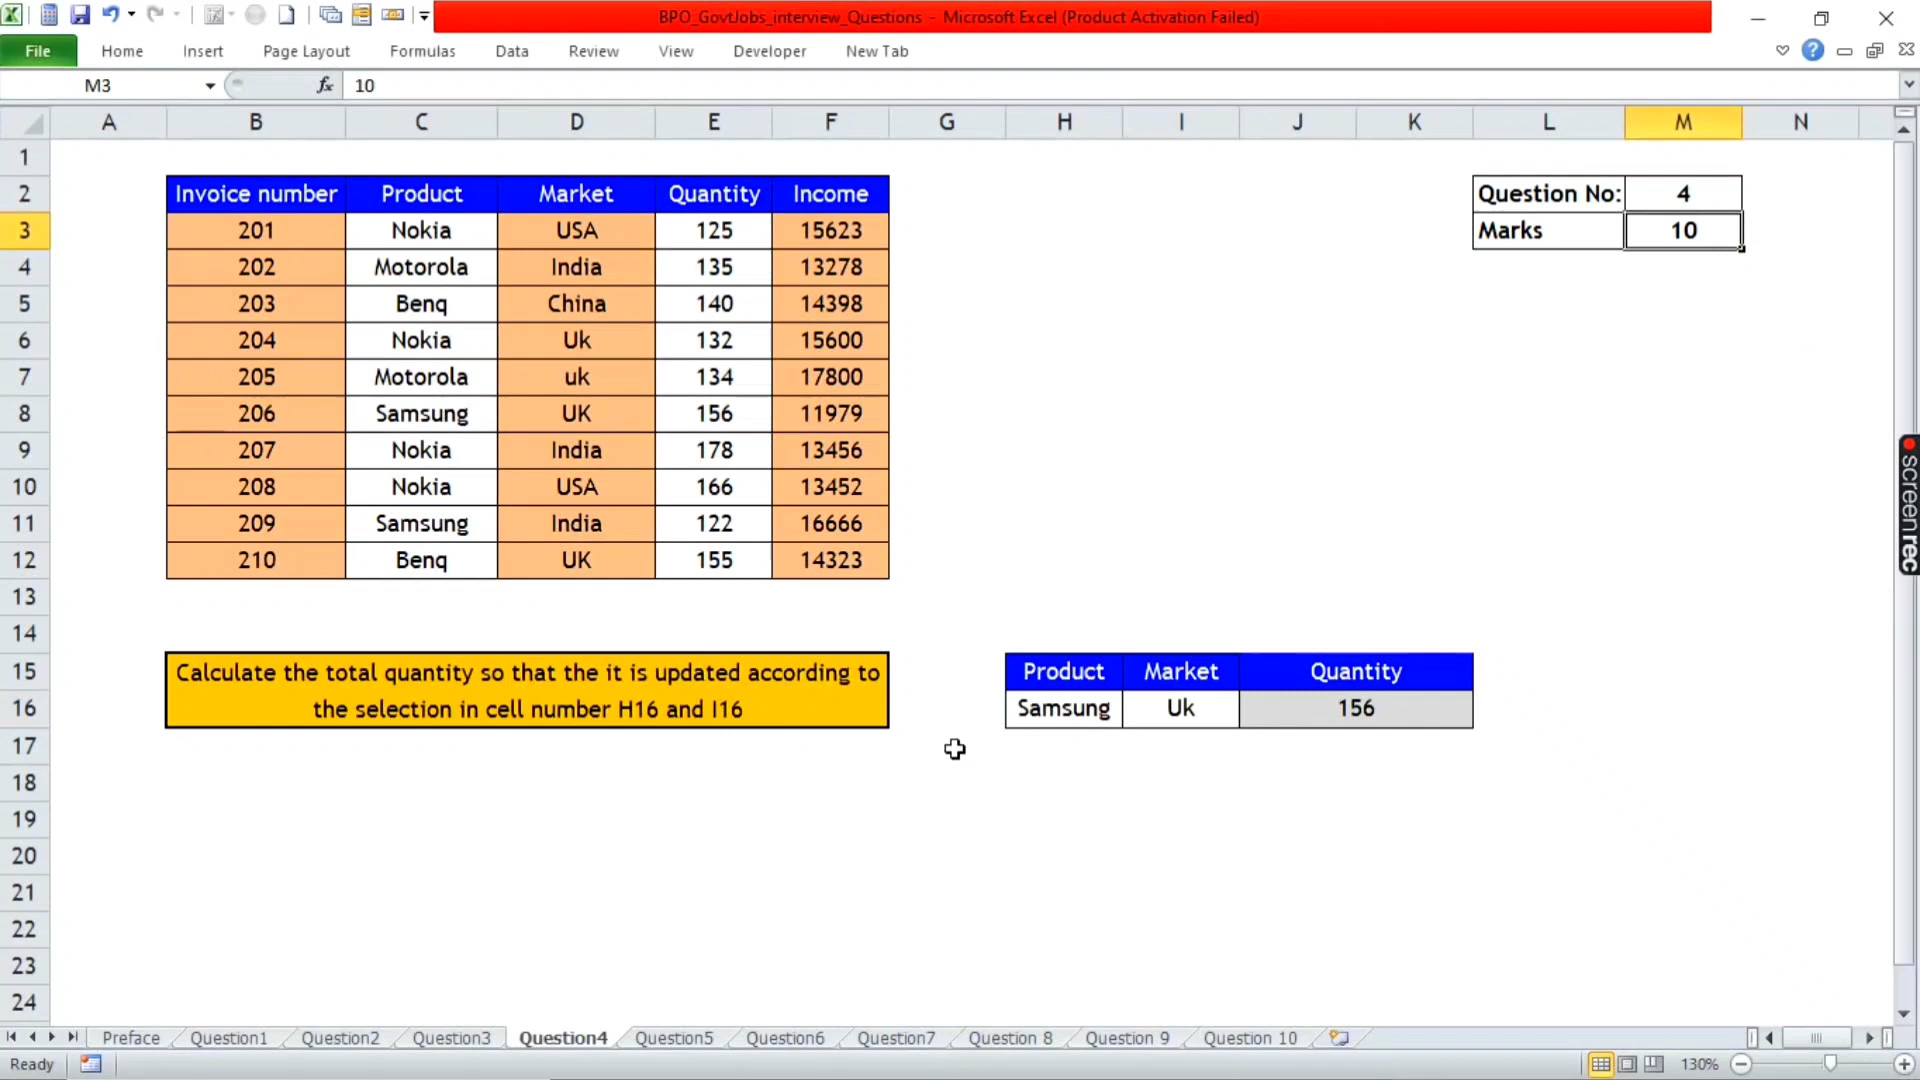 BPO_GovtJobs_interview_Questions - Microsoft Excel (Product Activation Failed)
File Home Insert Page Layout Formulas Data Review View Developer New Tab
M3 fx 10
A B C D E F G H I J K L M N
1
2 Invoice number Product Market Quantity Income Question No: 4
3 201 Nokia USA 125 15623 Marks 10
4 202 Motorola India 135 13278
5 203 Benq China 140 14398
6 204 Nokia Uk 132 15600
7 205 Motorola uk 134 17800
8 206 Samsung UK 156 11979
9 207 Nokia India 178 13456
10 208 Nokia USA 166 13452
11 209 Samsung India 122 16666
12 210 Benq UK 155 14323
13
14
15 Calculate the total quantity so that the it is updated according to Product Market Quantity
16 the selection in cell number H16 and I16 Samsung Uk 156
17
18
19
20
21
22
23
24
screenrec
Preface Question1 Question2 Question3 Question4 Question5 Question6 Question7 Question 8 Question 9 Question 10
Ready 130%